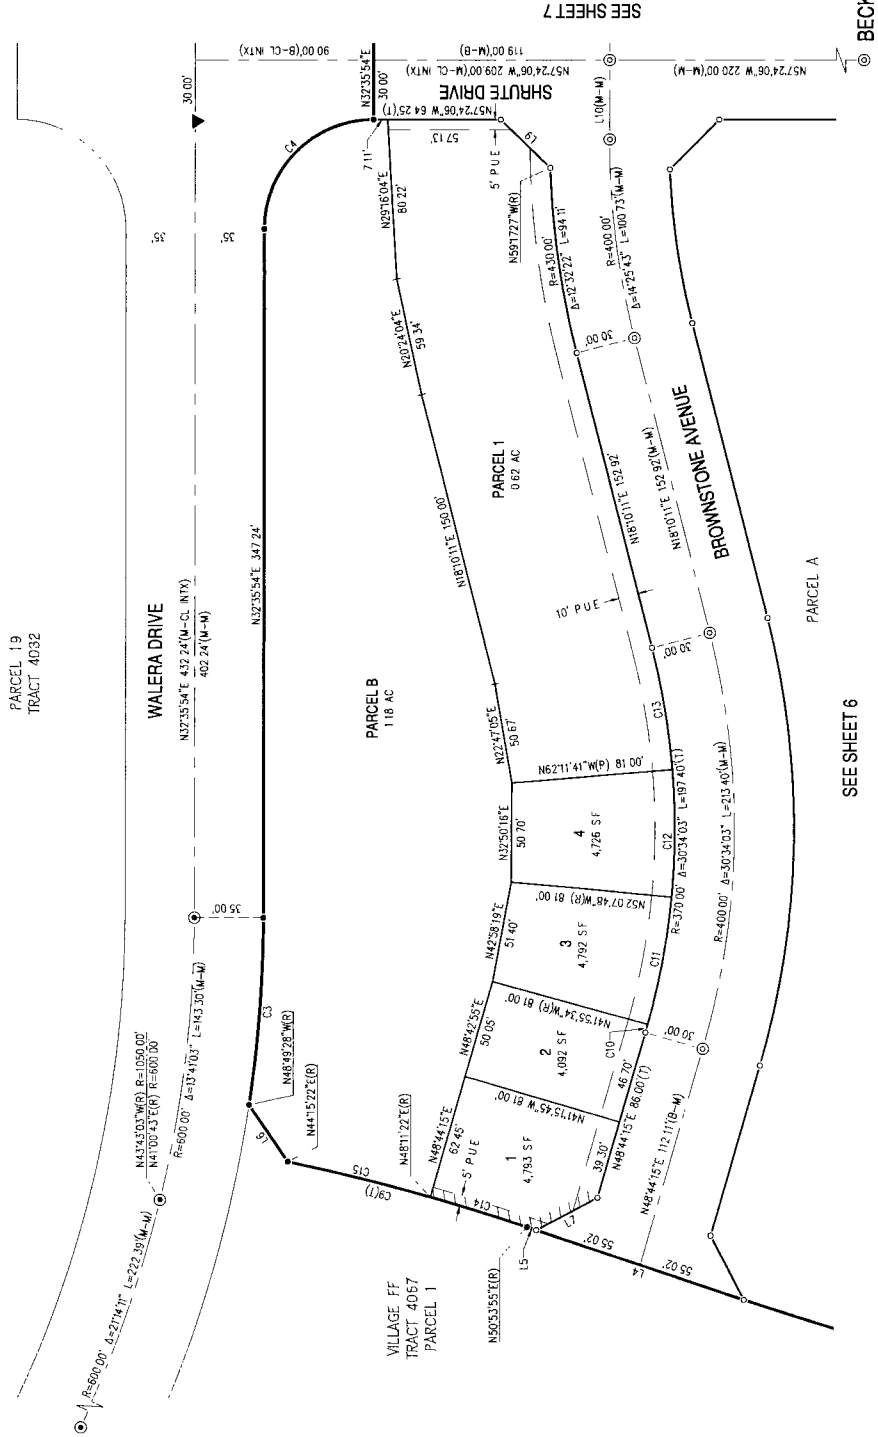 SEE SHEET 7
BECK
PARCEL 19
TRACT 4032
WALERA DRIVE
N32°35'54"E 432 24'(M-CL INTX)
402 24'(M-M)
30 00'
35'
35'
C4
90 00'(B-CL INTX)
119 00'(M-B)
N57°24'06"W 209.00'(M-CL INTX)
N57°24'06"W 220 00'(M-M)
SHRUTE DRIVE
N57°24'06"W 64 25'(T)
N32°35'54"E
30 00'
7 11'
57 13'
5' P U E
L9
L10(M-M)
N29°16'04"E
80 22'
N20°24'04"E
59 34'
N59°17'27"W(R)
R=430 00'
Δ=12°32'22" L=94 11'
R=400 00'
Δ=14°25'43" L=100 73'(M-M)
30 00'
N32°35'54"E 347 24'
PARCEL 1
0 62 AC
N18°10'11"E 150 00'
N18°10'11"E 152 92'
N18°10'11"E 152 92'(M-M)
BROWNSTONE AVENUE
10' P U E
30 00'
PARCEL A
PARCEL B
1 18 AC
N22°47'05"E
50 67'
C13
N62°11'41"W(R) 81 00'
SEE SHEET 6
N32°50'16"E
50 70'
4
4,726 S F
C12
R=370 00' Δ=30°34'03" L=197 40'(T)
R=400 00' Δ=30°34'03" L=213 40'(M-M)
35 00'
N52°07'48"W(R) 81 00'
N42°58'19"E
51 40'
3
4,792 S F
C11
C3
N41°55'34"W(R) 81 00'
N48°42'55"E
50 05'
2
4,092 S F
C10
30 00'
46 70'
N43°43'03"W(R) R=1050 00'
N41°00'43"E(R) R=600 00'
R=600 00' Δ=13°41'03" L=143 30'(M-M)
N48°49'28"W(R)
L6
N44°15'22"E(R)
N41°15'45"W 81 00'
N48°44'15"E 86 00'(T)
N48°44'15"E 112 11'(B-M)
N48°44'15"E
62 45'
1
4,793 S F
39 30'
5' PUE
N48°11'22"E(R)
C15
C9(T)
C14
L7
L5
55 02'
L4
55 02'
R=600 00' Δ=21°14'11" L=222 39'(M-M)
VILLAGE FF
TRACT 4067
PARCEL 1
N50°53'55"E(R)